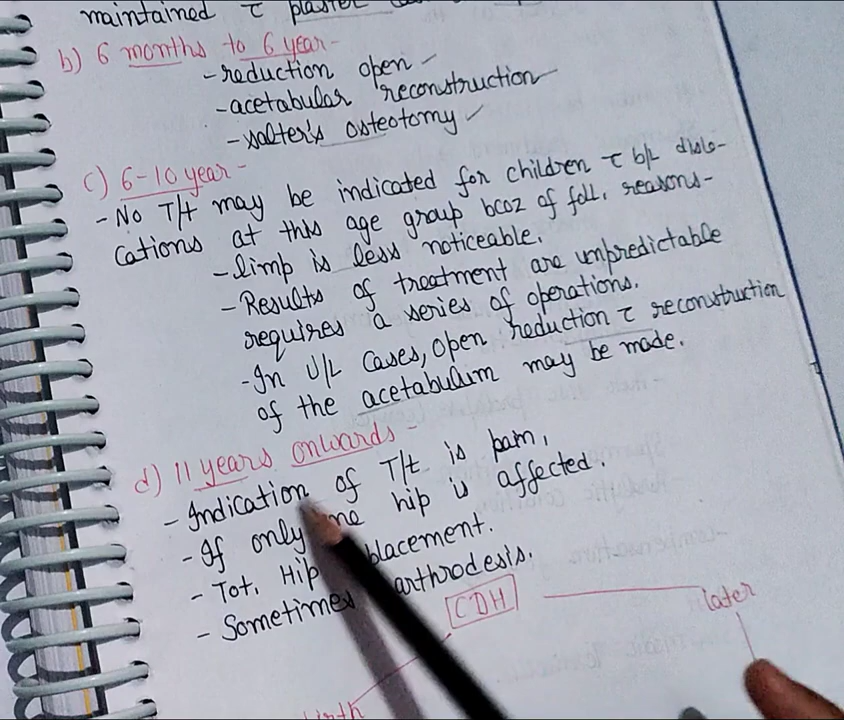 maintained c̄ plaster
b) 6 months to 6 year-
- reduction open
- acetabular reconstruction
- salter's osteotomy
c) 6-10 year -
- No T/t may be indicated for children c̄ b/L dislo-
cations at this age group bcoz of foll. reasons-
- limp is less noticeable.
- Results of treatment are unpredictable
requires a series of operations.
- In U/L cases, open reduction c̄ reconstruction
of the acetabulum may be made.
d) 11 years onwards -
- Indication of T/t is pain,
- If only one hip is affected.
- Tot. Hip placement.
- Sometimes arthrodesis.
CDH
later
birth